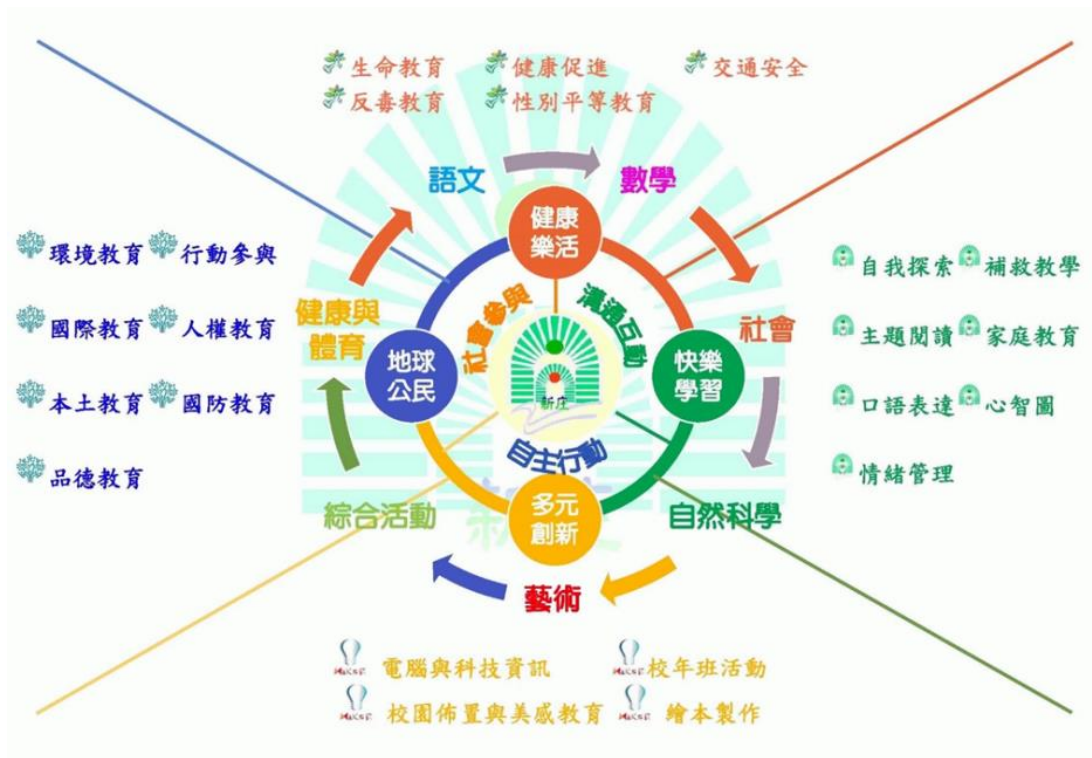 生命教育 健康促進 交通安全
反毒教育 性別平等教育
語文
數學
健康
樂活
環境教育 行動參與
國際教育 人權教育
本土教育 國防教育
品德教育
健康與
體育
地球
公民
社會參與
溝通互動
新庄
自主行動
快樂
學習
社會
自我探索 補救教學
主題閱讀 家庭教育
口語表達 心智圖
情緒管理
綜合活動
多元
創新
自然科學
藝術
電腦與科技資訊 校年班活動
校園佈置與美感教育 繪本製作